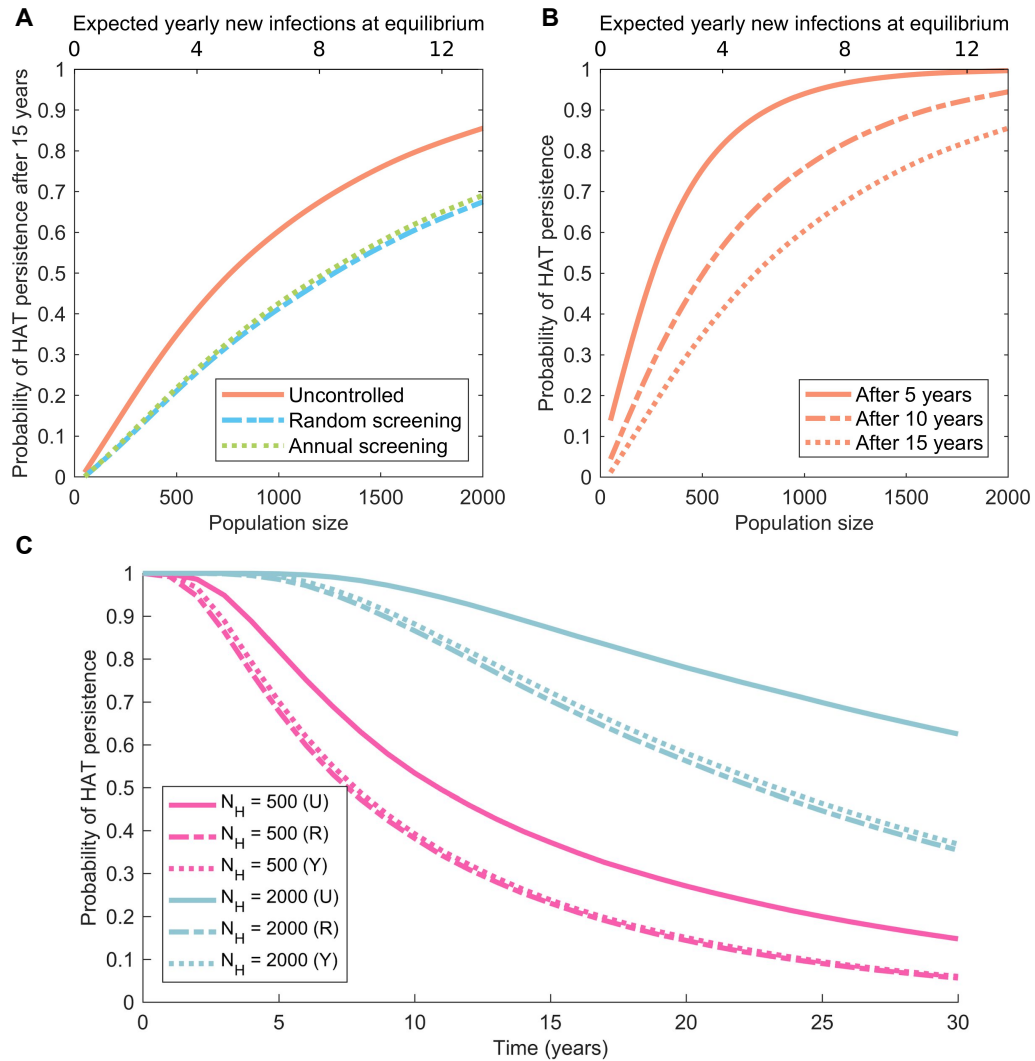 A
Expected yearly new infections at equilibrium
0 4 8 12
Probability of HAT persistence after 15 years
1
0.9
0.8
0.7
0.6
0.5
0.4
0.3
0.2
0.1
0
Uncontrolled
Random screening
Annual screening
0 500 1000 1500 2000
Population size
B
Expected yearly new infections at equilibrium
0 4 8 12
Probability of HAT persistence
1
0.9
0.8
0.7
0.6
0.5
0.4
0.3
0.2
0.1
0
After 5 years
After 10 years
After 15 years
0 500 1000 1500 2000
Population size
C
Probability of HAT persistence
1
0.9
0.8
0.7
0.6
0.5
0.4
0.3
0.2
0.1
0
N_H = 500 (U)
N_H = 500 (R)
N_H = 500 (Y)
N_H = 2000 (U)
N_H = 2000 (R)
N_H = 2000 (Y)
0 5 10 15 20 25 30
Time (years)